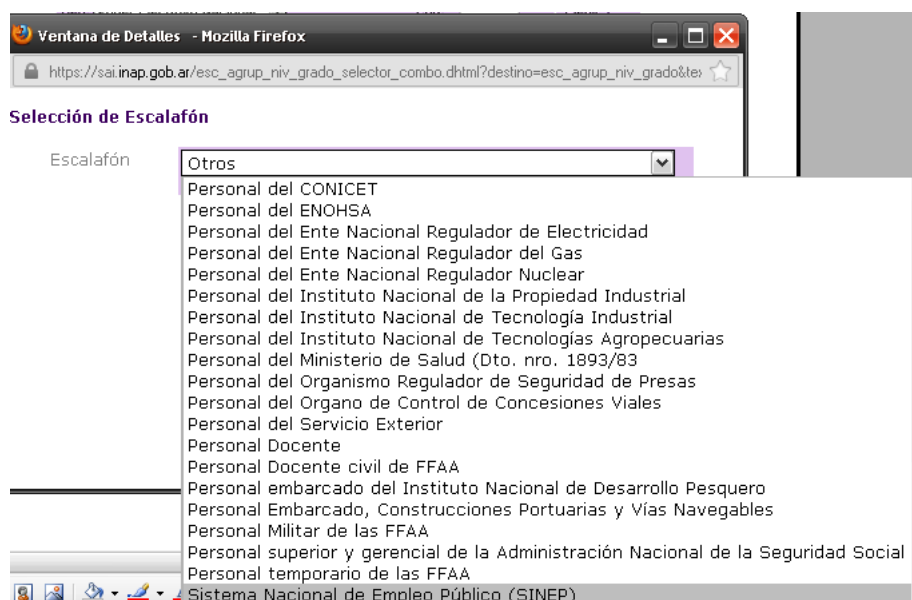 Ventana de Detalles - Mozilla Firefox
https://sai.inap.gob.ar/esc_agrup_niv_grado_selector_combo.dhtml?destino=esc_agrup_niv_grado&te
Selección de Escalafón
Escalafón
Otros
Personal del CONICET
Personal del ENOHSA
Personal del Ente Nacional Regulador de Electricidad
Personal del Ente Nacional Regulador del Gas
Personal del Ente Nacional Regulador Nuclear
Personal del Instituto Nacional de la Propiedad Industrial
Personal del Instituto Nacional de Tecnología Industrial
Personal del Instituto Nacional de Tecnologías Agropecuarias
Personal del Ministerio de Salud (Dto. nro. 1893/83
Personal del Organismo Regulador de Seguridad de Presas
Personal del Organo de Control de Concesiones Viales
Personal del Servicio Exterior
Personal Docente
Personal Docente civil de FFAA
Personal embarcado del Instituto Nacional de Desarrollo Pesquero
Personal Embarcado, Construcciones Portuarias y Vías Navegables
Personal Militar de las FFAA
Personal superior y gerencial de la Administración Nacional de la Seguridad Social
Personal temporario de las FFAA
Sistema Nacional de Empleo Público (SINEP)